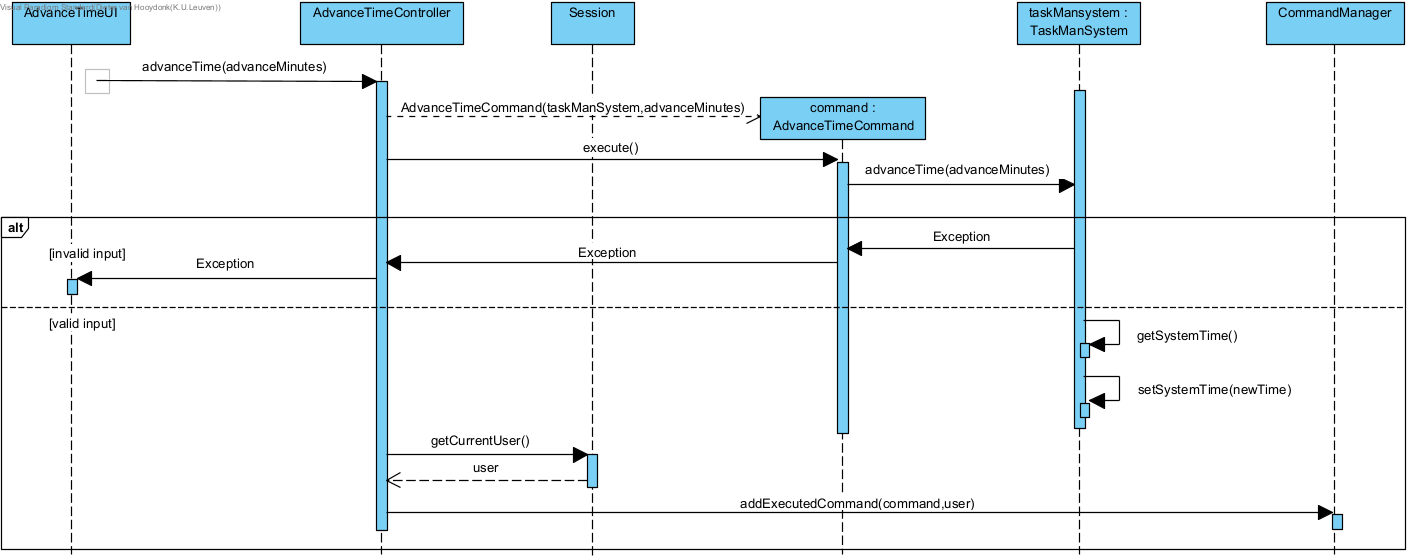 Visual Paradigm Standard(Dieter van Hooydonk(K.U.Leuven))
AdvanceTimeUI
AdvanceTimeController
Session
taskMansystem :
TaskManSystem
CommandManager
advanceTime(advanceMinutes)
AdvanceTimeCommand(taskManSystem,advanceMinutes)
command :
AdvanceTimeCommand
execute()
advanceTime(advanceMinutes)
alt
[invalid input]
Exception
Exception
Exception
[valid input]
getSystemTime()
setSystemTime(newTime)
getCurrentUser()
user
addExecutedCommand(command,user)